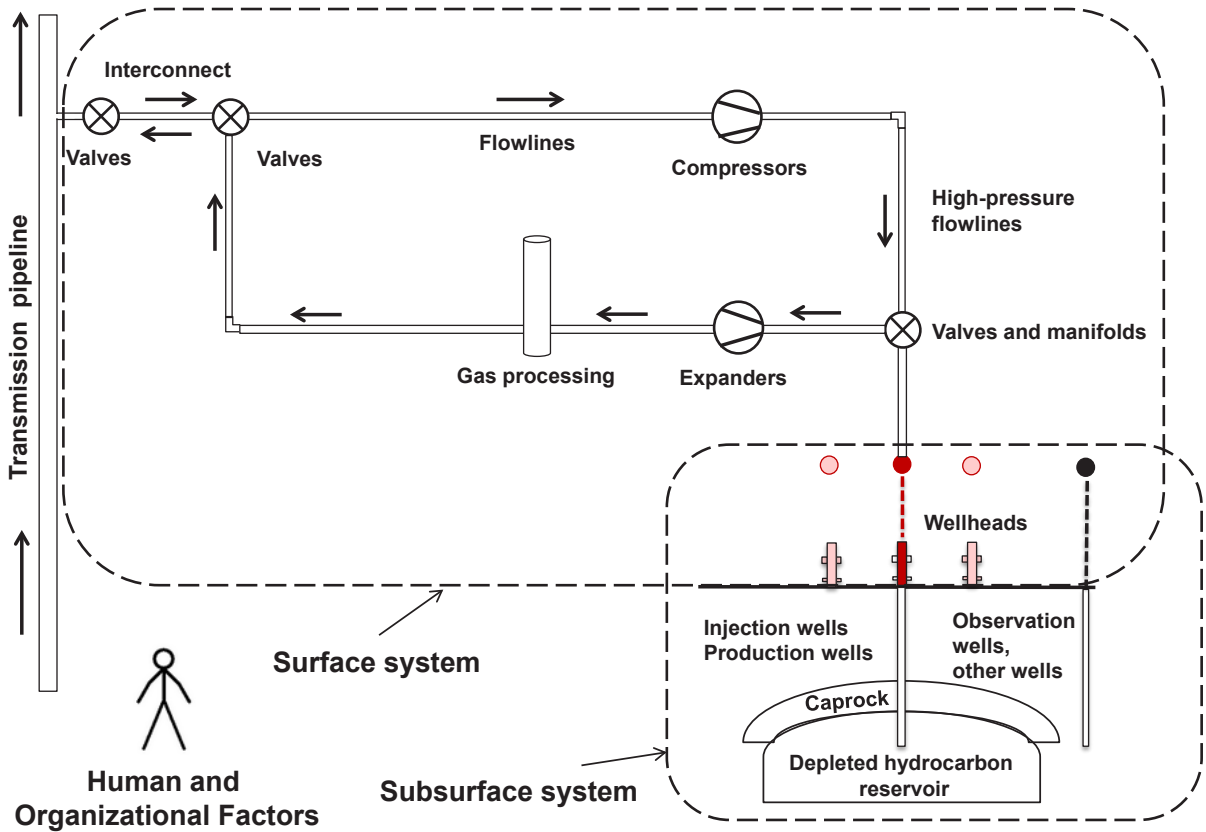 Transmission pipeline
Interconnect
Valves
Valves
Flowlines
Compressors
High-pressure
flowlines
Gas processing
Expanders
Valves and manifolds
Wellheads
Injection wells
Production wells
Observation
wells,
other wells
Surface system
Caprock
Depleted hydrocarbon
reservoir
Subsurface system
Human and
Organizational Factors